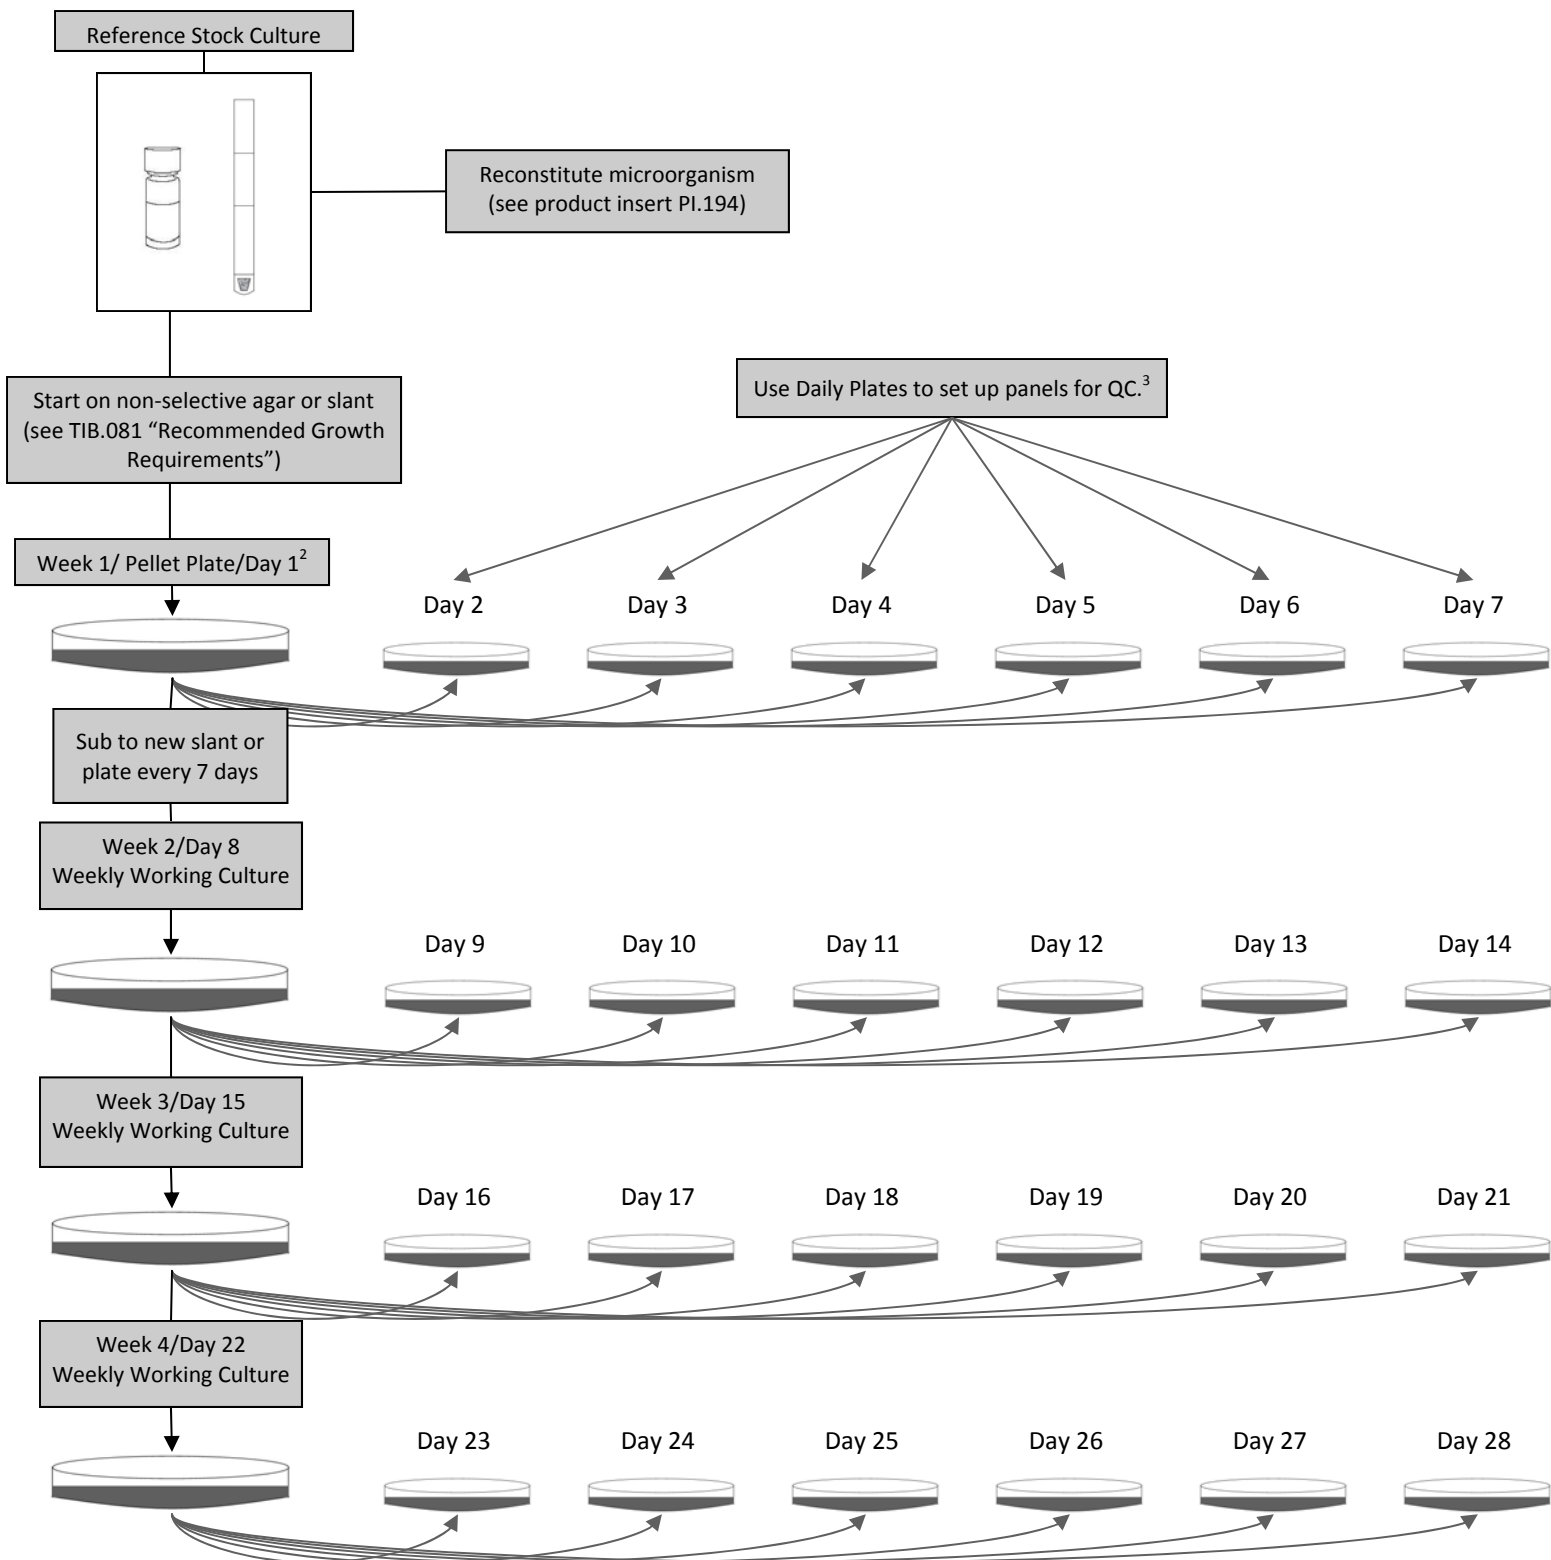 Reference Stock Culture
Reconstitute microorganism
(see product insert PI.194)
Start on non-selective agar or slant
(see TIB.081 “Recommended Growth
Requirements”)
Use Daily Plates to set up panels for QC.3
Week 1/ Pellet Plate/Day 12
Day 2
Day 3
Day 4
Day 5
Day 6
Day 7
Sub to new slant or
plate every 7 days
Week 2/Day 8
Weekly Working Culture
Day 9
Day 10
Day 11
Day 12
Day 13
Day 14
Week 3/Day 15
Weekly Working Culture
Day 16
Day 17
Day 18
Day 19
Day 20
Day 21
Week 4/Day 22
Weekly Working Culture
Day 23
Day 24
Day 25
Day 26
Day 27
Day 28